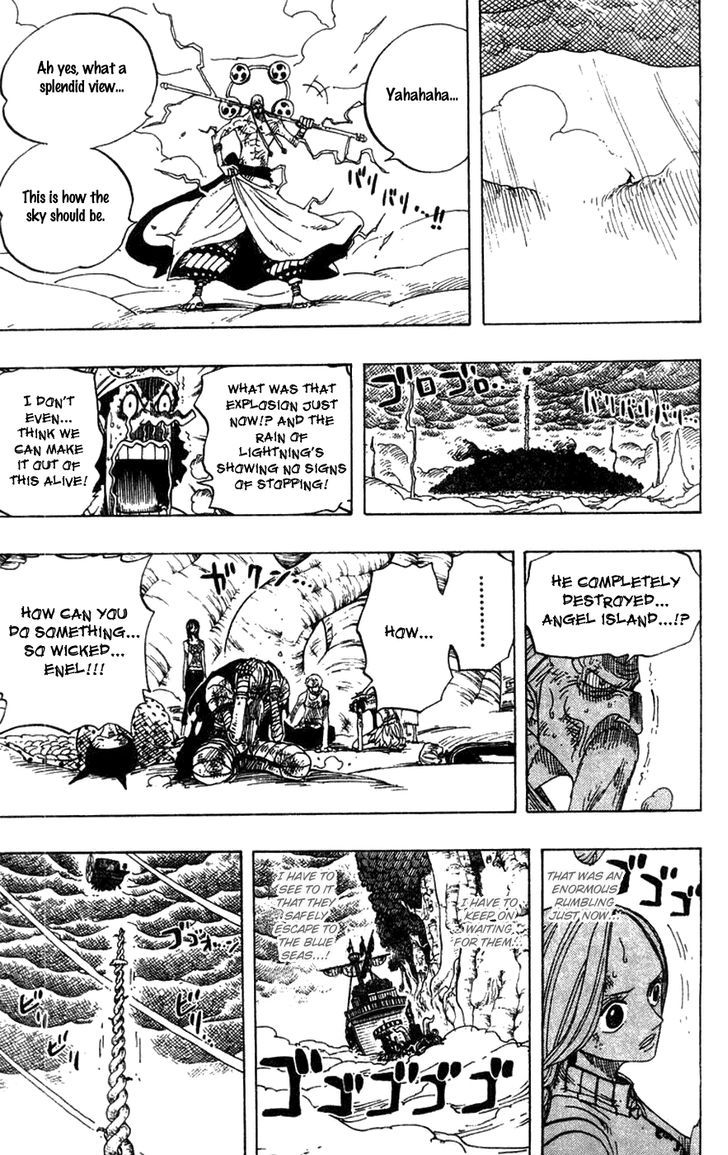 Yahahaha...
Ah yes, what a
splendid view...
This is how the
sky should be.
バリバリ...!!
ゴロゴロ...
バリバリバリ...
WHAT WAS THAT
EXPLOSION JUST
NOW!? AND THE
RAIN OF
LIGHTNING'S
SHOWING NO SIGNS
OF STOPPING!
I DON'T
EVEN...
THINK WE
CAN MAKE
IT OUT OF
THIS ALIVE!
HE COMPLETELY
DESTROYED...
ANGEL ISLAND...!?
.........
HOW...
ガクン...
HOW CAN YOU
DO SOMETHING...
SO WICKED...
ENEL!!!
THAT WAS AN
ENORMOUS
RUMBLING
JUST NOW...
ゴゴゴゴ
I HAVE TO
KEEP ON
WAITING
FOR THEM...
I HAVE TO
SEE TO IT
THAT THEY
SAFELY
ESCAPE TO
THE BLUE
SEAS...!
ゴゴゴゴゴ